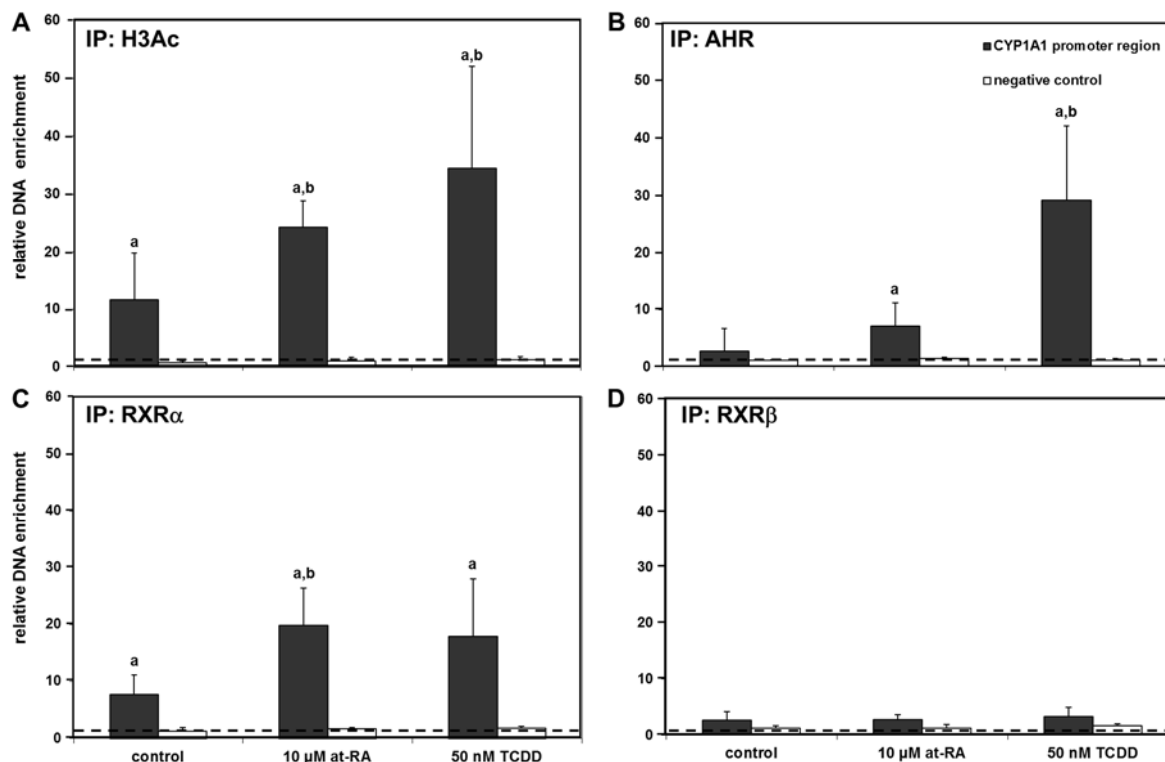 A
IP: H3Ac
relative DNA enrichment
60
50
40
30
20
10
0
a
a,b
a,b
B
IP: AHR
CYP1A1 promoter region
negative control
60
50
40
30
20
10
0
a
a,b
C
IP: RXRα
relative DNA enrichment
60
50
40
30
20
10
0
a
a,b
a
control
10 µM at-RA
50 nM TCDD
D
IP: RXRβ
60
50
40
30
20
10
0
control
10 µM at-RA
50 nM TCDD